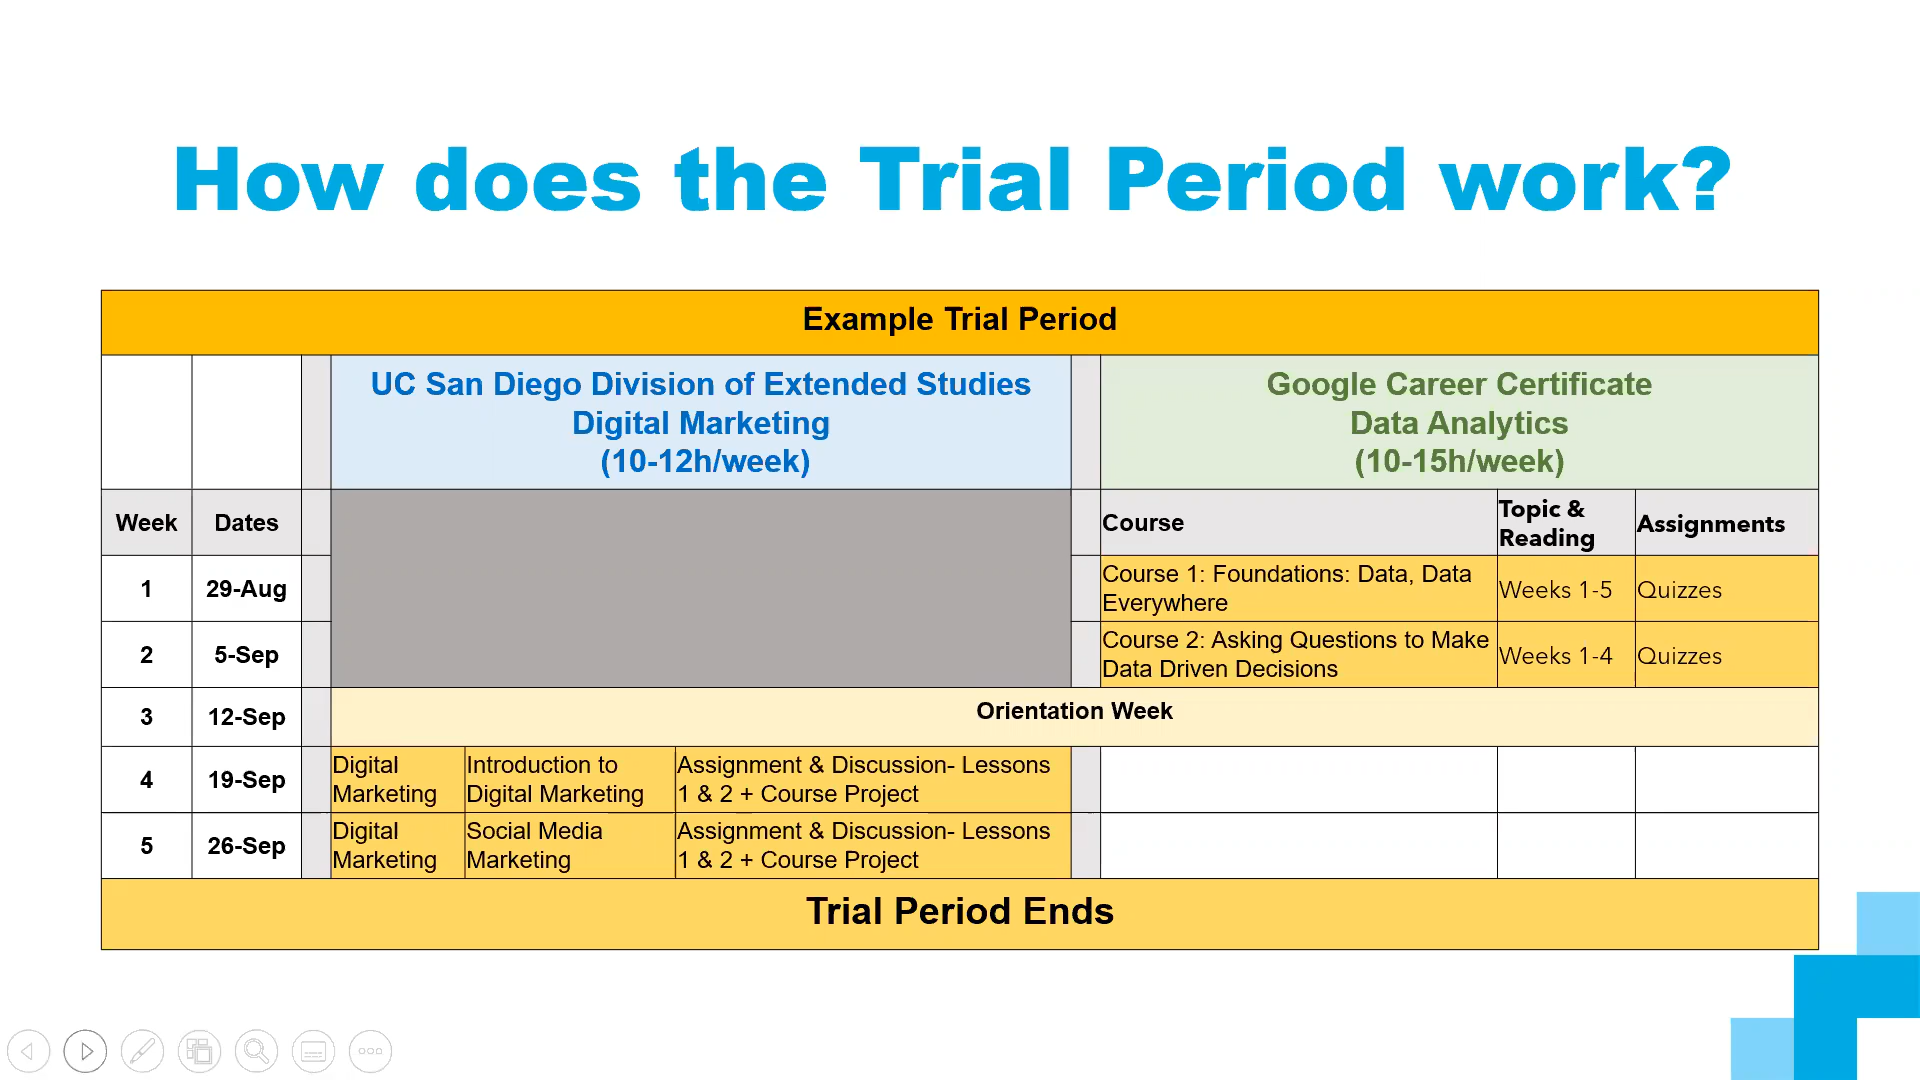 How does the Trial Period work?
Example Trial Period
UC San Diego Division of Extended Studies
Digital Marketing
(10-12h/week)
Google Career Certificate
Data Analytics
(10-15h/week)
Week
Dates
Course
Topic &
Reading
Assignments
1
29-Aug
Course 1: Foundations: Data, Data
Everywhere
Weeks 1-5
Quizzes
2
5-Sep
Course 2: Asking Questions to Make
Data Driven Decisions
Weeks 1-4
Quizzes
3
12-Sep
Orientation Week
4
19-Sep
Digital
Marketing
Introduction to
Digital Marketing
Assignment & Discussion- Lessons
1 & 2 + Course Project
5
26-Sep
Digital
Marketing
Social Media
Marketing
Assignment & Discussion- Lessons
1 & 2 + Course Project
Trial Period Ends